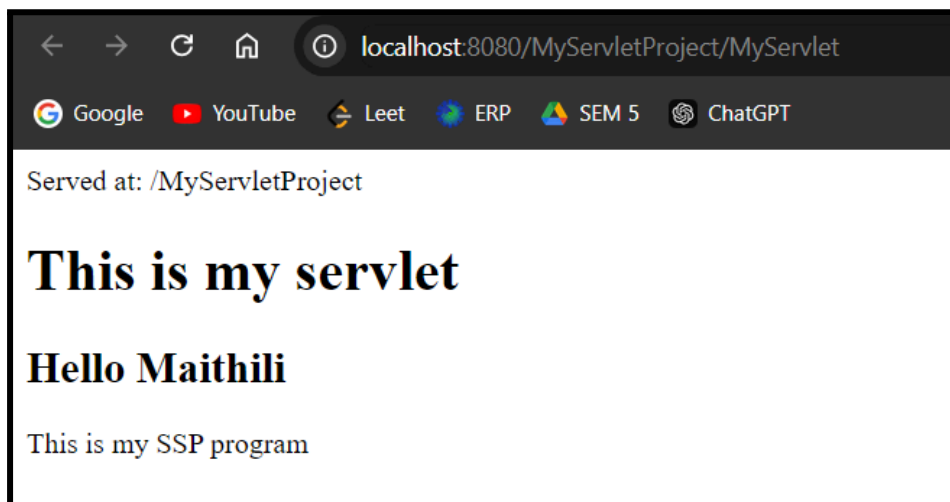 localhost:8080/MyServletProject/MyServlet
Google YouTube Leet ERP SEM 5 ChatGPT
Served at: /MyServletProject
This is my servlet
Hello Maithili
This is my SSP program